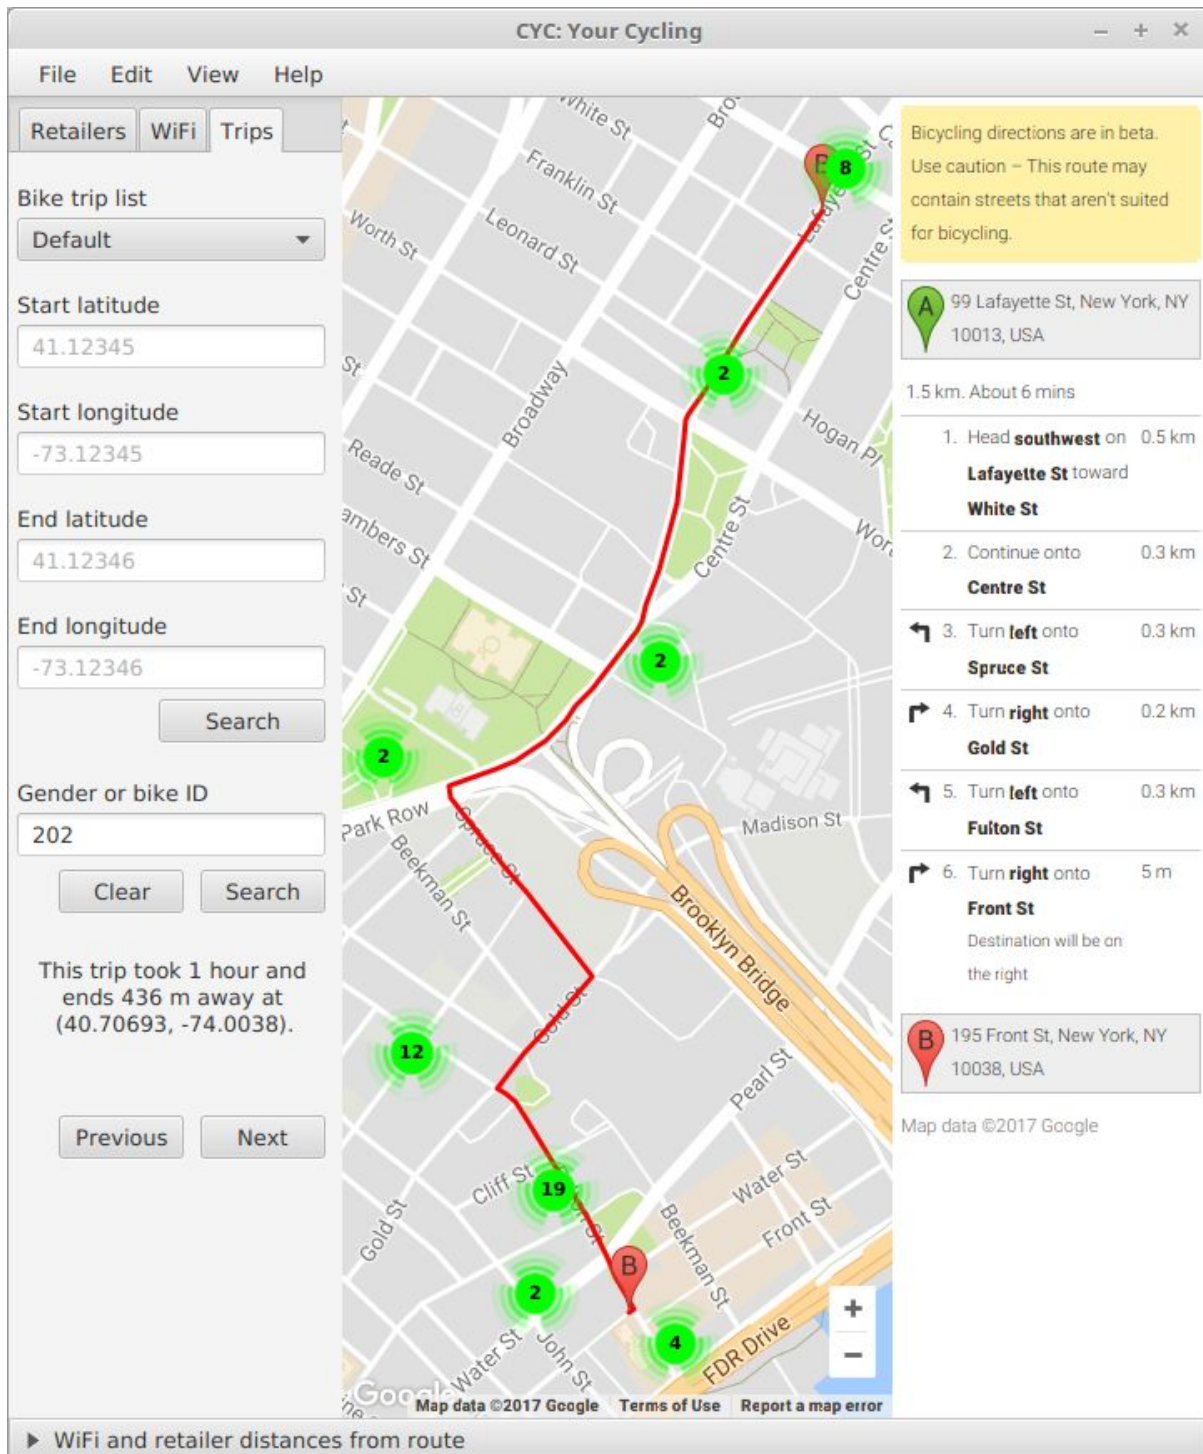 CYC: Your Cycling
File Edit View Help
Retailers WiFi Trips
Bike trip list
Default
Start latitude
41.12345
Start longitude
-73.12345
End latitude
41.12346
End longitude
-73.12346
Search
Gender or bike ID
202
Clear Search
This trip took 1 hour and
ends 436 m away at
(40.70693, -74.0038).
Previous Next
White St
Franklin St
Leonard St
Worth St
Lafaye
St
Centre St
B
8
2
St
Broadway
Hogan Pl
Reade St
ambers St
Centre St
Wor
St
2
2
Park Row
Spruce St
Beekman St
Madison St
Brooklyn Bridge
Gold St
12
Pearl St
Cliff St
19
n St
Water St
Front St
Beekman St
Gold St
B
2
4
Water St
John St
FDR Drive
+
−
Google
Map data ©2017 Google Terms of Use Report a map error
Bicycling directions are in beta.
Use caution – This route may
contain streets that aren't suited
for bicycling.
A 99 Lafayette St, New York, NY
10013, USA
1.5 km. About 6 mins
1. Head southwest on 0.5 km
Lafayette St toward
White St
2. Continue onto 0.3 km
Centre St
3. Turn left onto 0.3 km
Spruce St
4. Turn right onto 0.2 km
Gold St
5. Turn left onto 0.3 km
Fulton St
6. Turn right onto 5 m
Front St
Destination will be on
the right
B 195 Front St, New York, NY
10038, USA
Map data ©2017 Google
WiFi and retailer distances from route